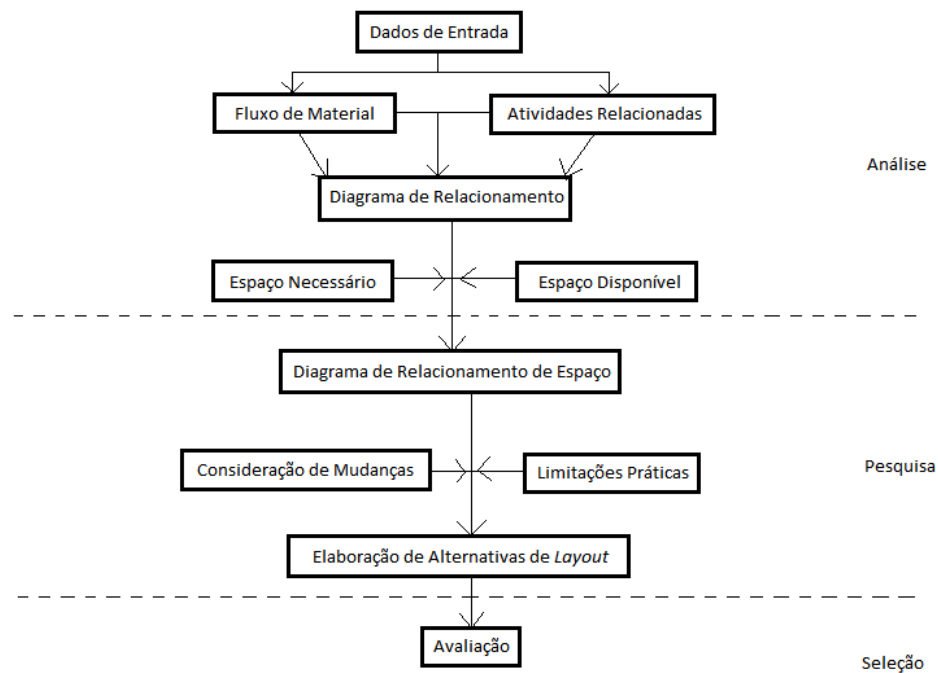 Dados de Entrada
Fluxo de Material
Atividades Relacionadas
Análise
Diagrama de Relacionamento
Espaço Necessário
Espaço Disponível
Diagrama de Relacionamento de Espaço
Consideração de Mudanças
Limitações Práticas
Pesquisa
Elaboração de Alternativas de Layout
Avaliação
Seleção